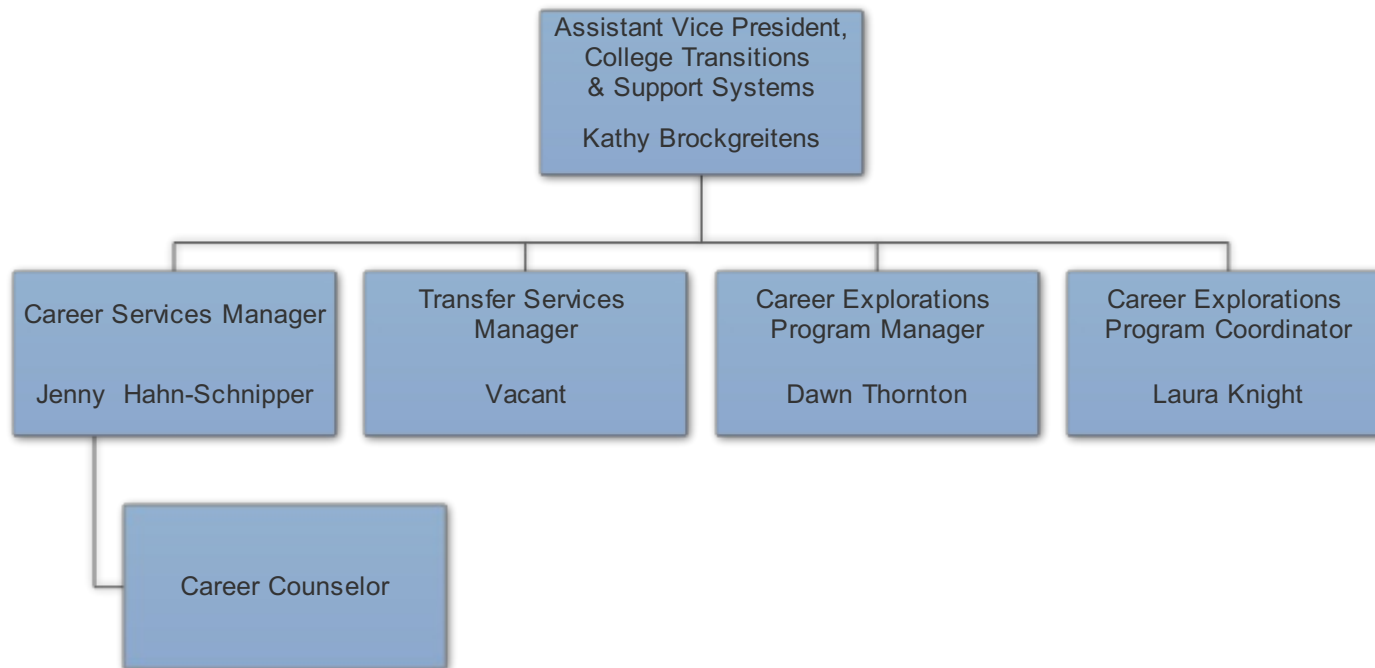 Assistant Vice President,
College Transitions
& Support Systems
Kathy Brockgreitens
Career Services Manager
Jenny Hahn-Schnipper
Transfer Services
Manager
Vacant
Career Explorations
Program Manager
Dawn Thornton
Career Explorations
Program Coordinator
Laura Knight
Career Counselor